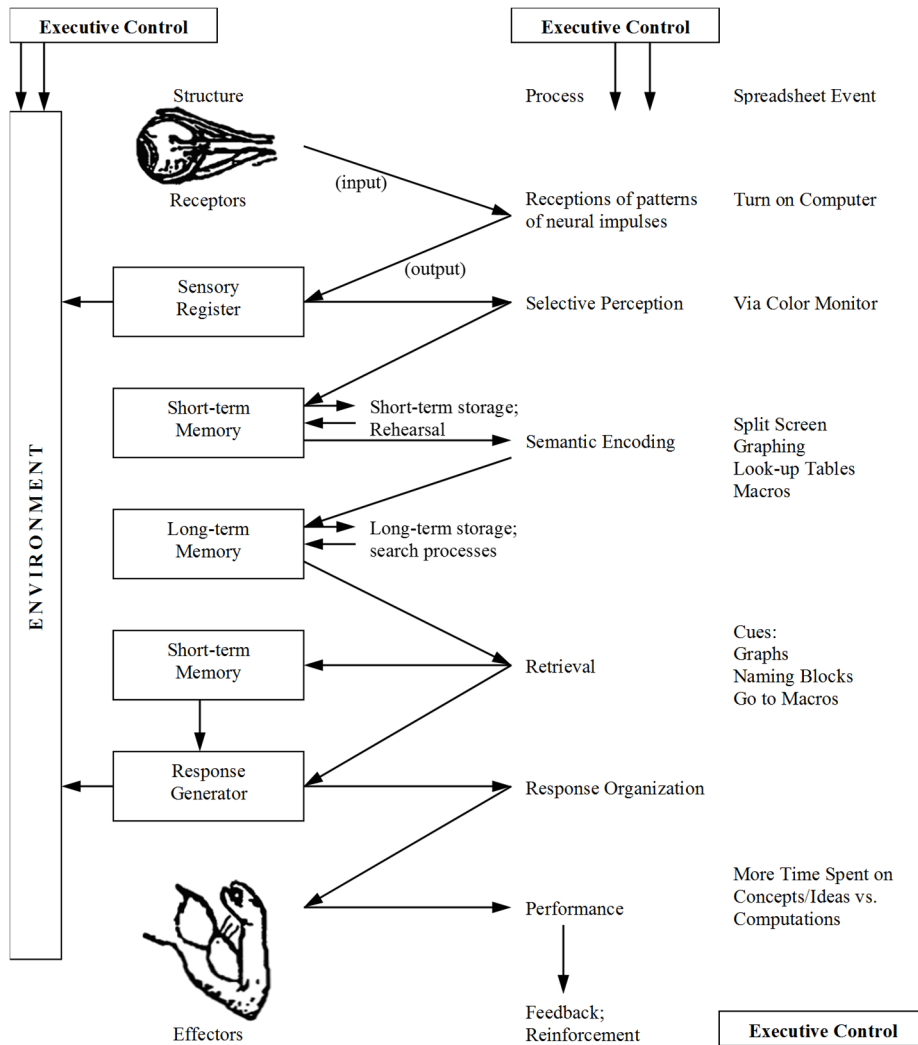 Executive Control
Executive Control
Structure
Process
Spreadsheet Event
(input)
Receptors
Receptions of patterns
of neural impulses
Turn on Computer
(output)
Sensory
Register
Selective Perception
Via Color Monitor
Short-term
Memory
Short-term storage;
Rehearsal
Semantic Encoding
Split Screen
Graphing
Look-up Tables
Macros
ENVIRONMENT
Long-term
Memory
Long-term storage;
search processes
Short-term
Memory
Retrieval
Cues:
Graphs
Naming Blocks
Go to Macros
Response
Generator
Response Organization
Performance
More Time Spent on
Concepts/Ideas vs.
Computations
Effectors
Feedback;
Reinforcement
Executive Control